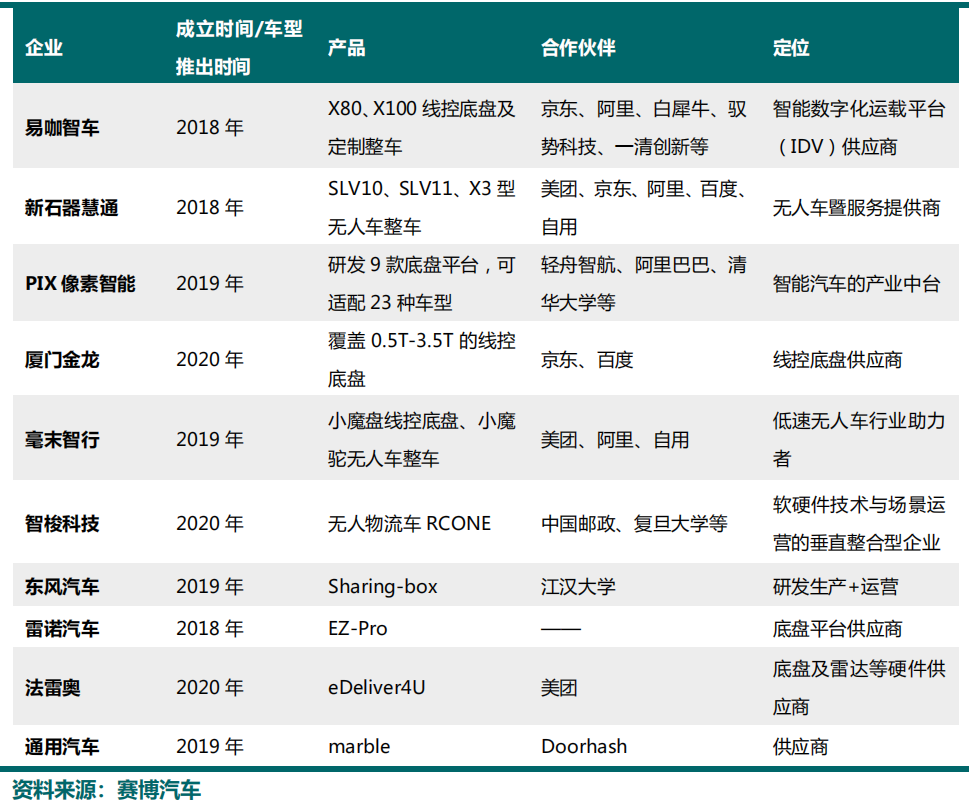 企业
成立时间/车型
推出时间
产品
合作伙伴
定位
易咖智车
2018 年
X80、X100 线控底盘及
定制整车
京东、阿里、白犀牛、驭
势科技、一清创新等
智能数字化运载平台
（IDV）供应商
新石器慧通
2018 年
SLV10、SLV11、X3 型
无人车整车
美团、京东、阿里、百度、
自用
无人车暨服务提供商
PIX 像素智能
2019 年
研发 9 款底盘平台，可
适配 23 种车型
轻舟智航、阿里巴巴、清
华大学等
智能汽车的产业中台
厦门金龙
2020 年
覆盖 0.5T-3.5T 的线控
底盘
京东、百度
线控底盘供应商
毫末智行
2019 年
小魔盘线控底盘、小魔
驼无人车整车
美团、阿里、自用
低速无人车行业助力
者
智梭科技
2020 年
无人物流车 RCONE
中国邮政、复旦大学等
软硬件技术与场景运
营的垂直整合型企业
东风汽车
2019 年
Sharing-box
江汉大学
研发生产+运营
雷诺汽车
2018 年
EZ-Pro
——
底盘平台供应商
法雷奥
2020 年
eDeliver4U
美团
底盘及雷达等硬件供
应商
通用汽车
2019 年
marble
Doorhash
供应商
资料来源：赛博汽车